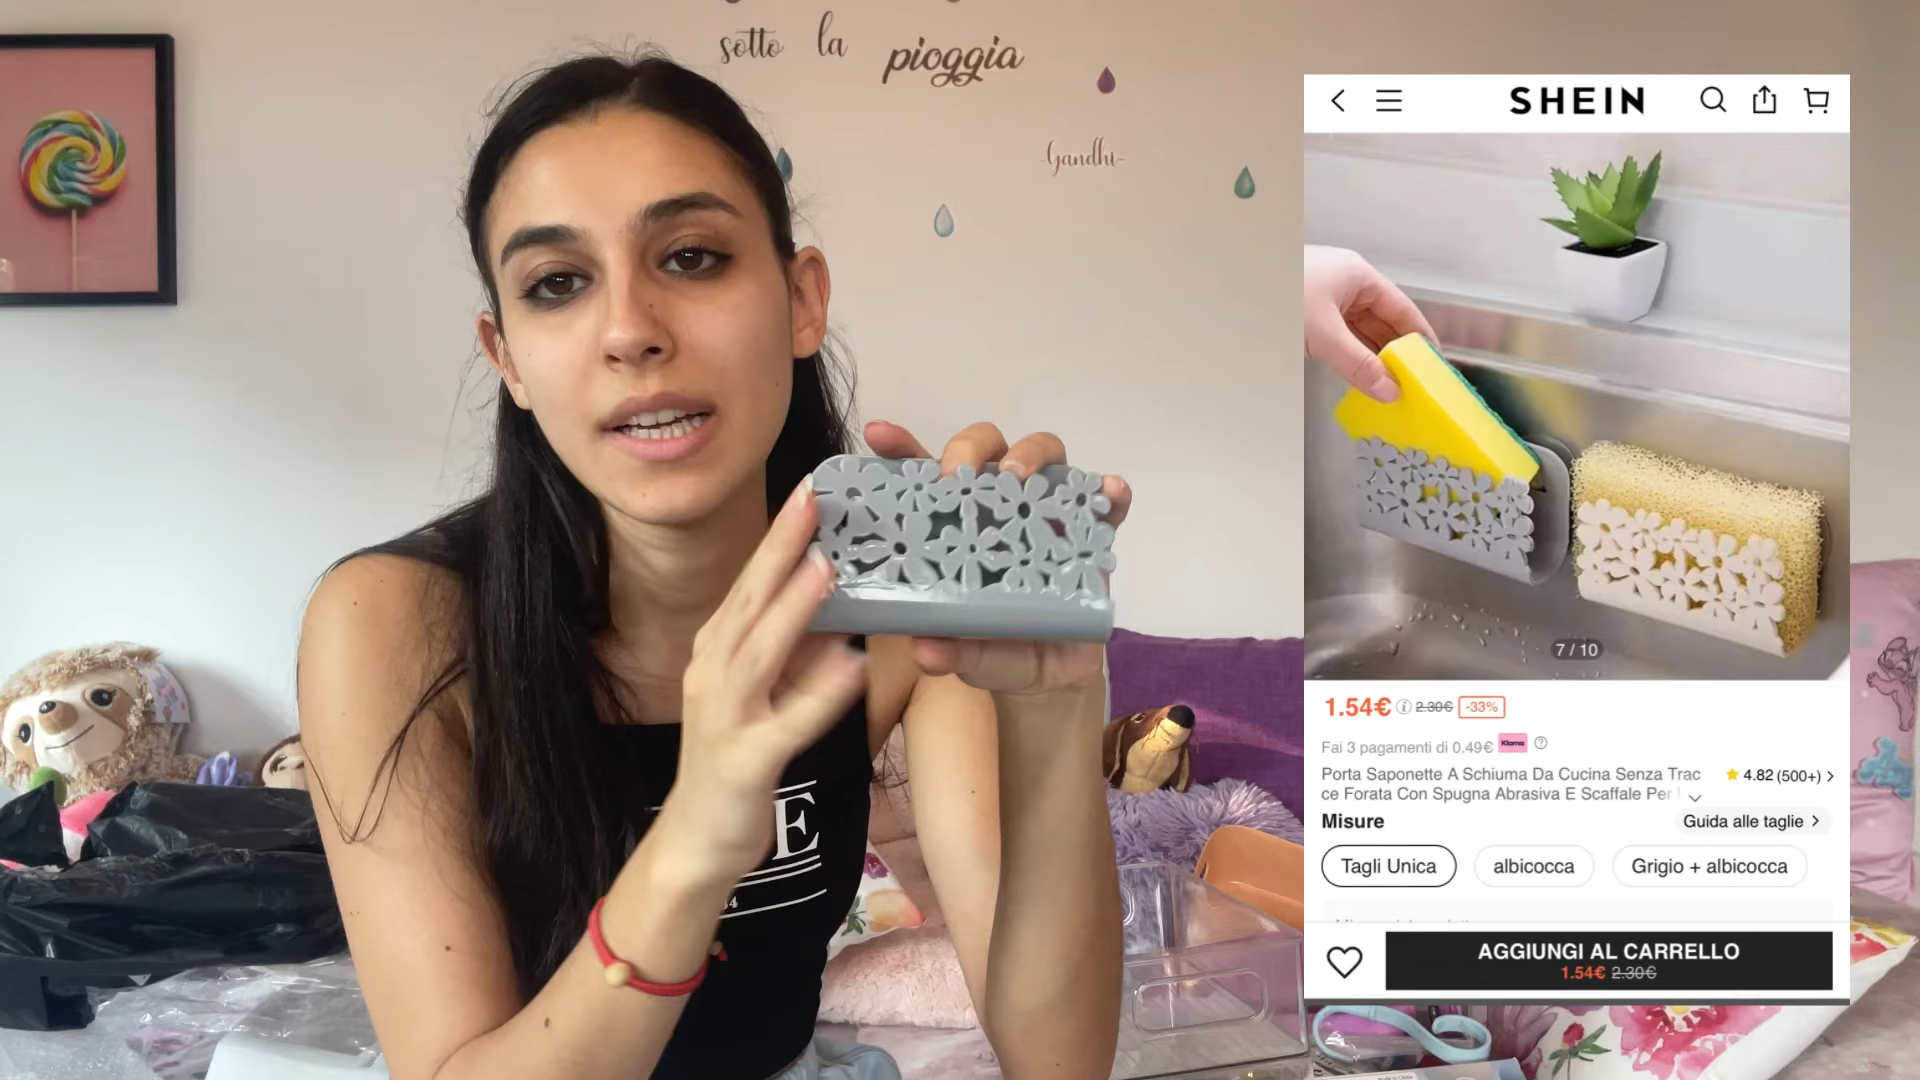 sotto la pioggia
-Gandhi-
SHEIN
7 / 10
1.54€ 2.30€ -33%
Fai 3 pagamenti di 0.49€ Klarna
Porta Saponette A Schiuma Da Cucina Senza Trac
ce Forata Con Spugna Abrasiva E Scaffale Per
4.82 (500+)
Misure
Guida alle taglie
Tagli Unica
albicocca
Grigio + albicocca
AGGIUNGI AL CARRELLO
1.54€ 2.30€
E